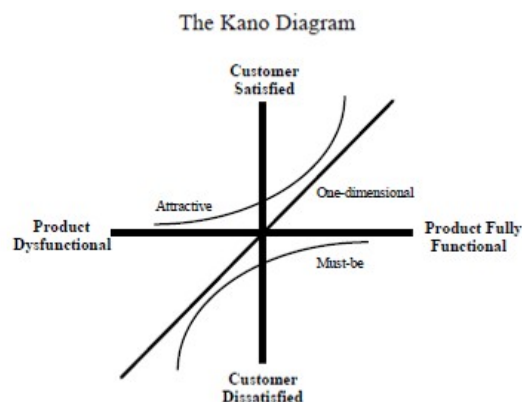 The Kano Diagram
Customer
Satisfied
Attractive
One-dimensional
Product
Dysfunctional
Product Fully
Functional
Must-be
Customer
Dissatisfied